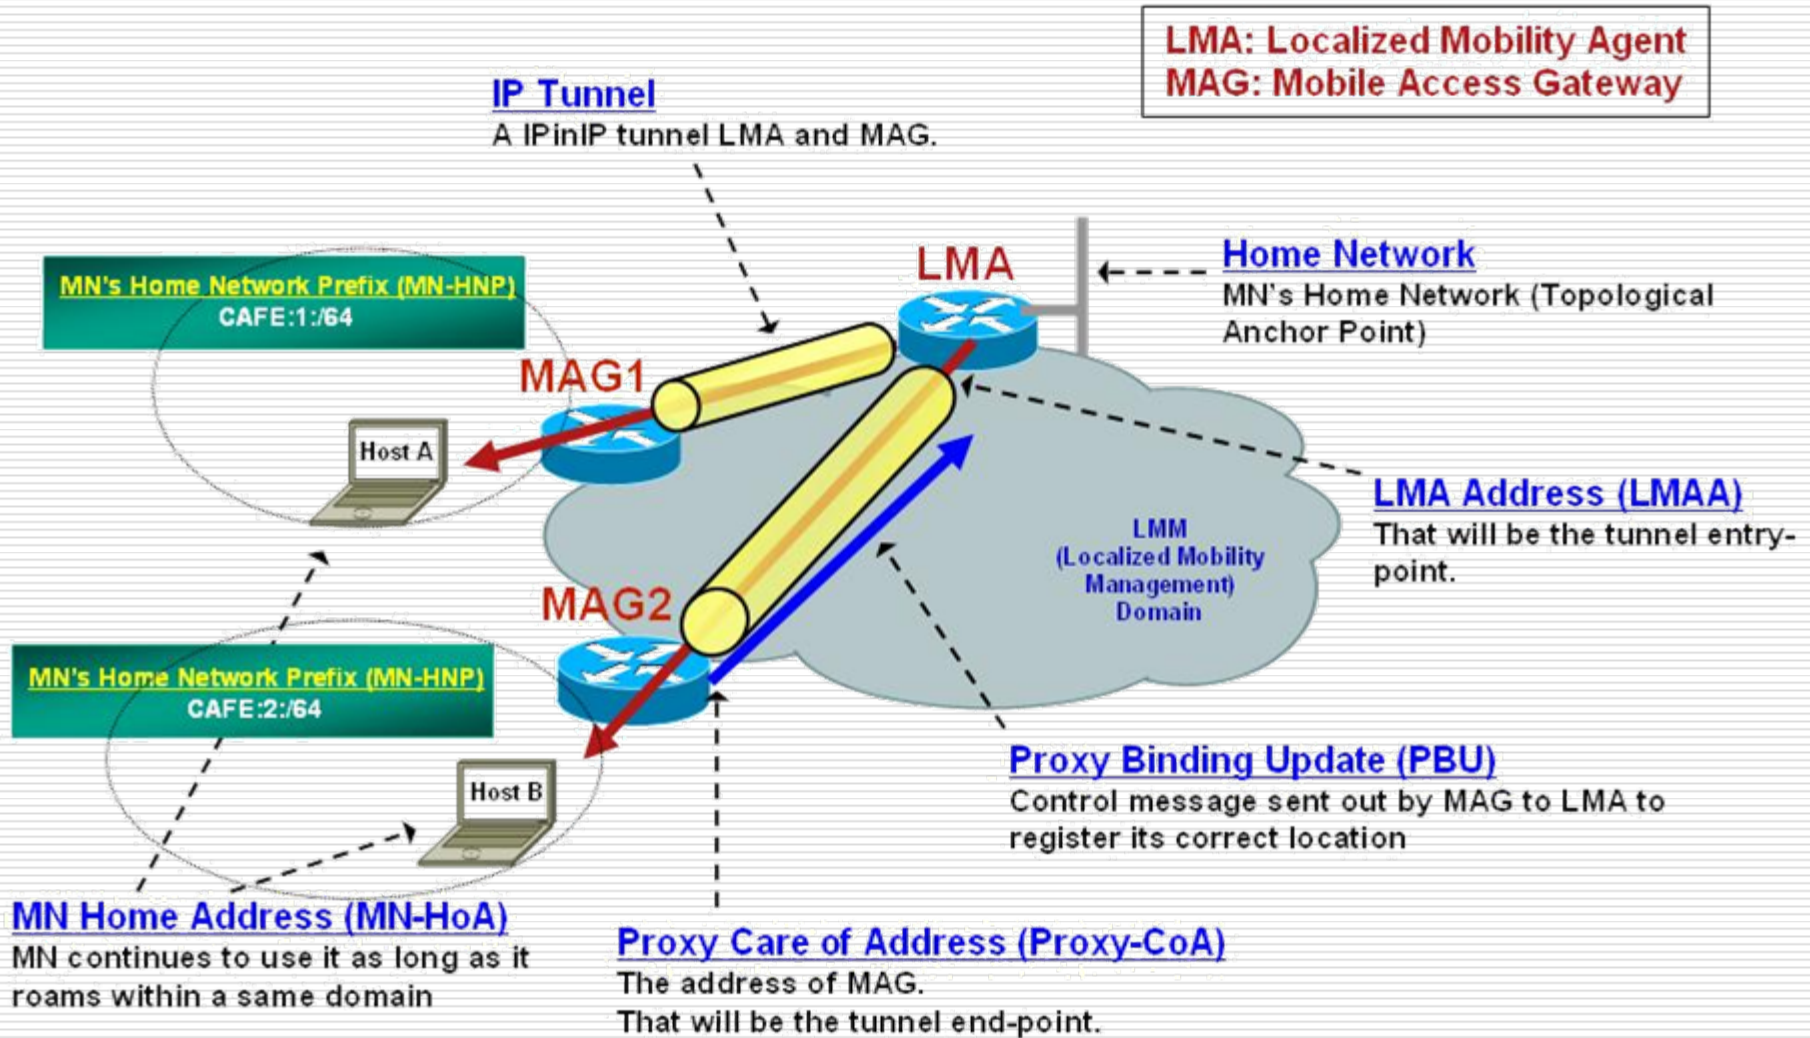 LMA: Localized Mobility Agent
MAG: Mobile Access Gateway
IP Tunnel
A IPinIP tunnel LMA and MAG.
LMA
Home Network
MN's Home Network (Topological
Anchor Point)
MN's Home Network Prefix (MN-HNP)
CAFE:1:/64
MAG1
Host A
LMA Address (LMAA)
That will be the tunnel entry-
point.
LMM
(Localized Mobility
Management)
Domain
MAG2
MN's Home Network Prefix (MN-HNP)
CAFE:2:/64
Host B
Proxy Binding Update (PBU)
Control message sent out by MAG to LMA to
register its correct location
MN Home Address (MN-HoA)
MN continues to use it as long as it
roams within a same domain
Proxy Care of Address (Proxy-CoA)
The address of MAG.
That will be the tunnel end-point.